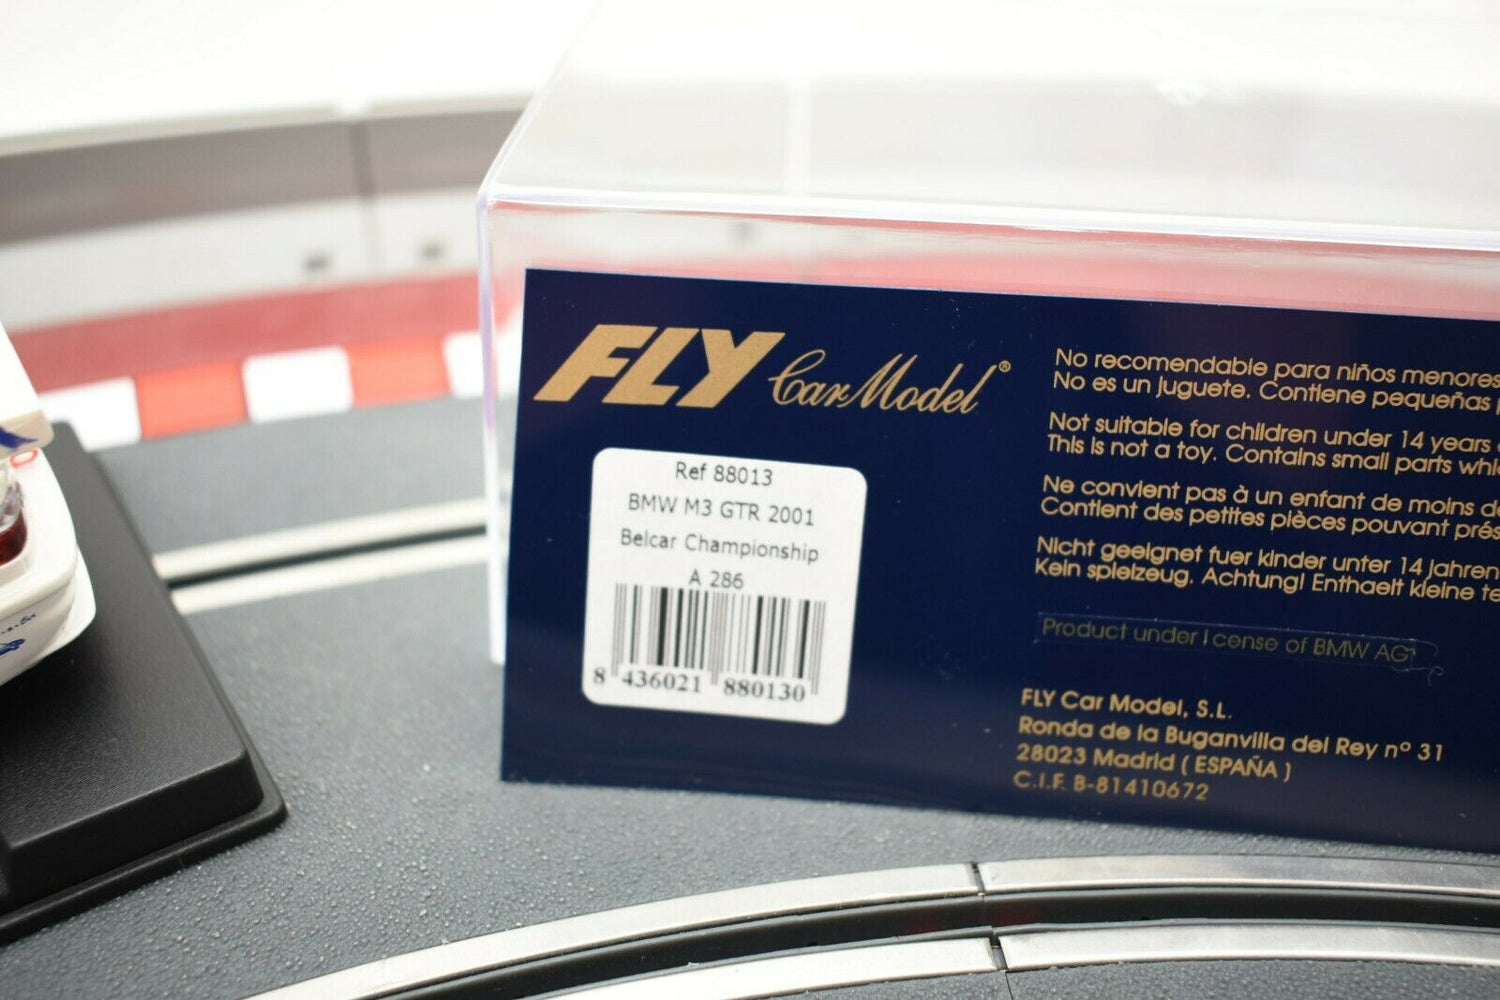 FLY Car Model®
Ref 88013
BMW M3 GTR 2001
Belcar Championship
A 286
8 436021 880130
No recomendable para niños menores
No es un juguete. Contiene pequeñas
Not suitable for children under 14 years
This is not a toy. Contains small parts
Ne convient pas à un enfant de moins
Contient des petites pièces pouvant
Nicht geeignet fuer kinder unter 14 jahren
Kein spielzeug. Achtung! Enthaelt kleine
Product under license of BMW AG
FLY Car Model, S.L.
Ronda de la Buganvilla del Rey nº 31
28023 Madrid ( ESPAÑA )
C.I.F. B-81410672